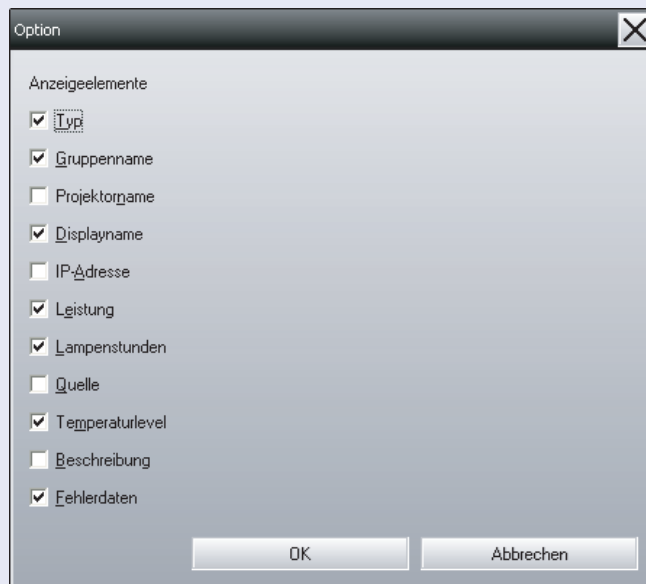 Option
Anzeigeelemente
Typ
Gruppenname
Projektorname
Displayname
IP-Adresse
Leistung
Lampenstunden
Quelle
Temperaturlevel
Beschreibung
Fehlerdaten
OK Abbrechen